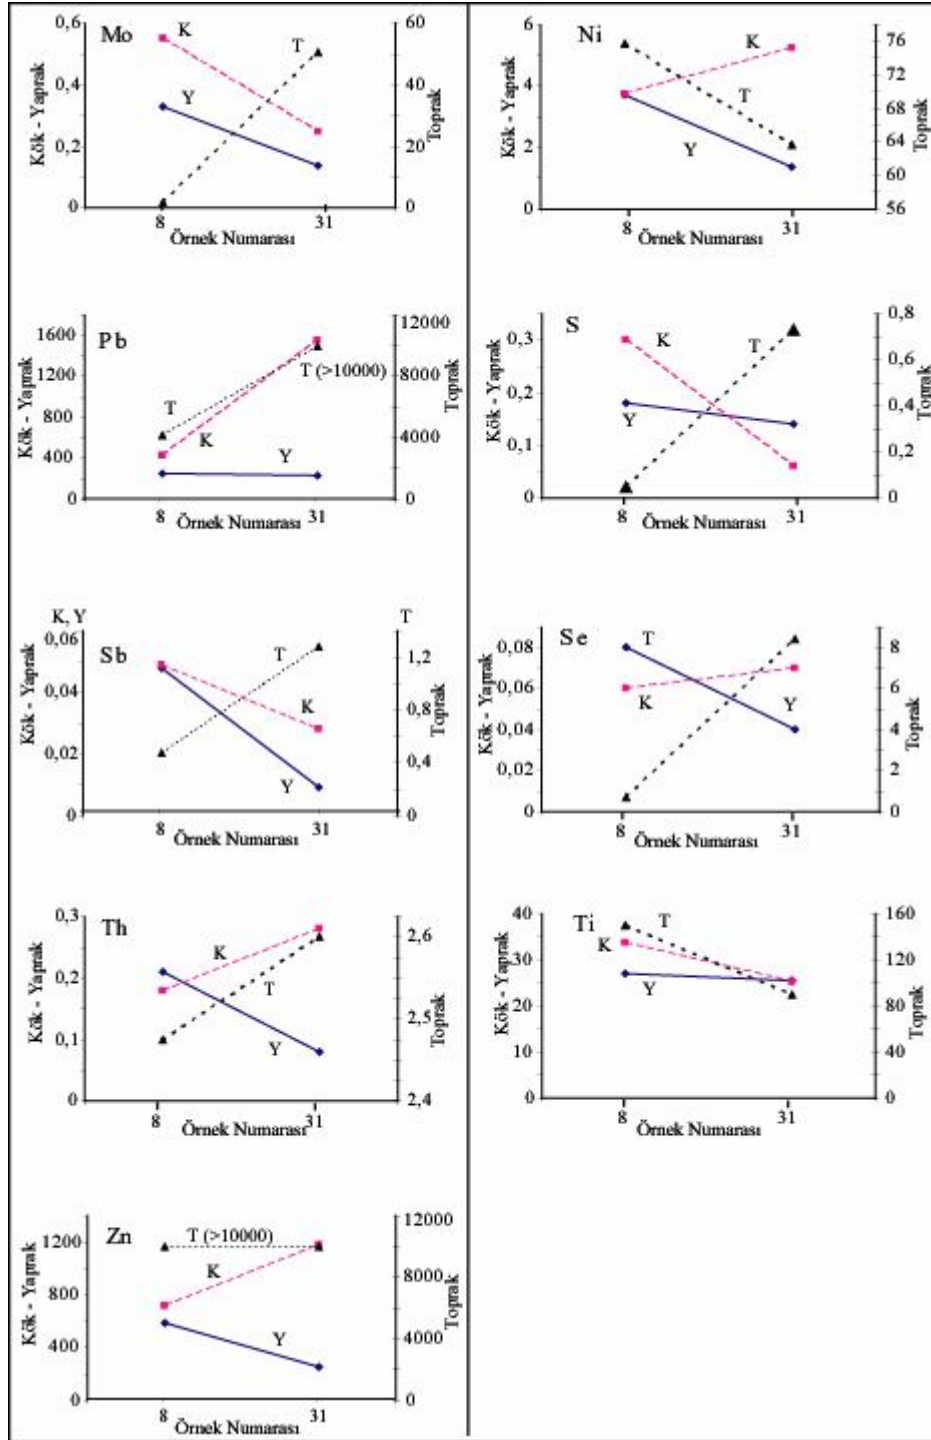 Mo
Kök - Yaprak
0,6
0,4
0,2
0
K
Y
T
60
40
20
0
Toprak
8
31
Örnek Numarası
Ni
Kök - Yaprak
6
4
2
0
K
T
Y
76
72
68
64
60
56
Toprak
8
31
Örnek Numarası
Pb
Kök - Yaprak
1600
1200
800
400
0
T
K
T (>10000)
Y
12000
8000
4000
0
Toprak
8
31
Örnek Numarası
S
Kök - Yaprak
0,3
0,2
0,1
0
K
T
Y
0,8
0,6
0,4
0,2
0
Toprak
8
31
Örnek Numarası
K, Y
T
Sb
Kök - Yaprak
0,06
0,04
0,02
0
T
K
Y
1,2
0,8
0,4
0
Toprak
8
31
Örnek Numarası
Se
Kök - Yaprak
0,08
0,06
0,04
0,02
0
T
K
Y
8
6
4
2
0
Toprak
8
31
Örnek Numarası
Th
Kök - Yaprak
0,3
0,2
0,1
0
K
T
Y
2,6
2,5
2,4
Toprak
8
31
Örnek Numarası
Ti
Kök - Yaprak
40
30
20
10
0
T
K
Y
160
120
80
40
0
Toprak
8
31
Örnek Numarası
Zn
Kök - Yaprak
1200
800
400
0
T (>10000)
K
Y
12000
8000
4000
0
Toprak
8
31
Örnek Numarası